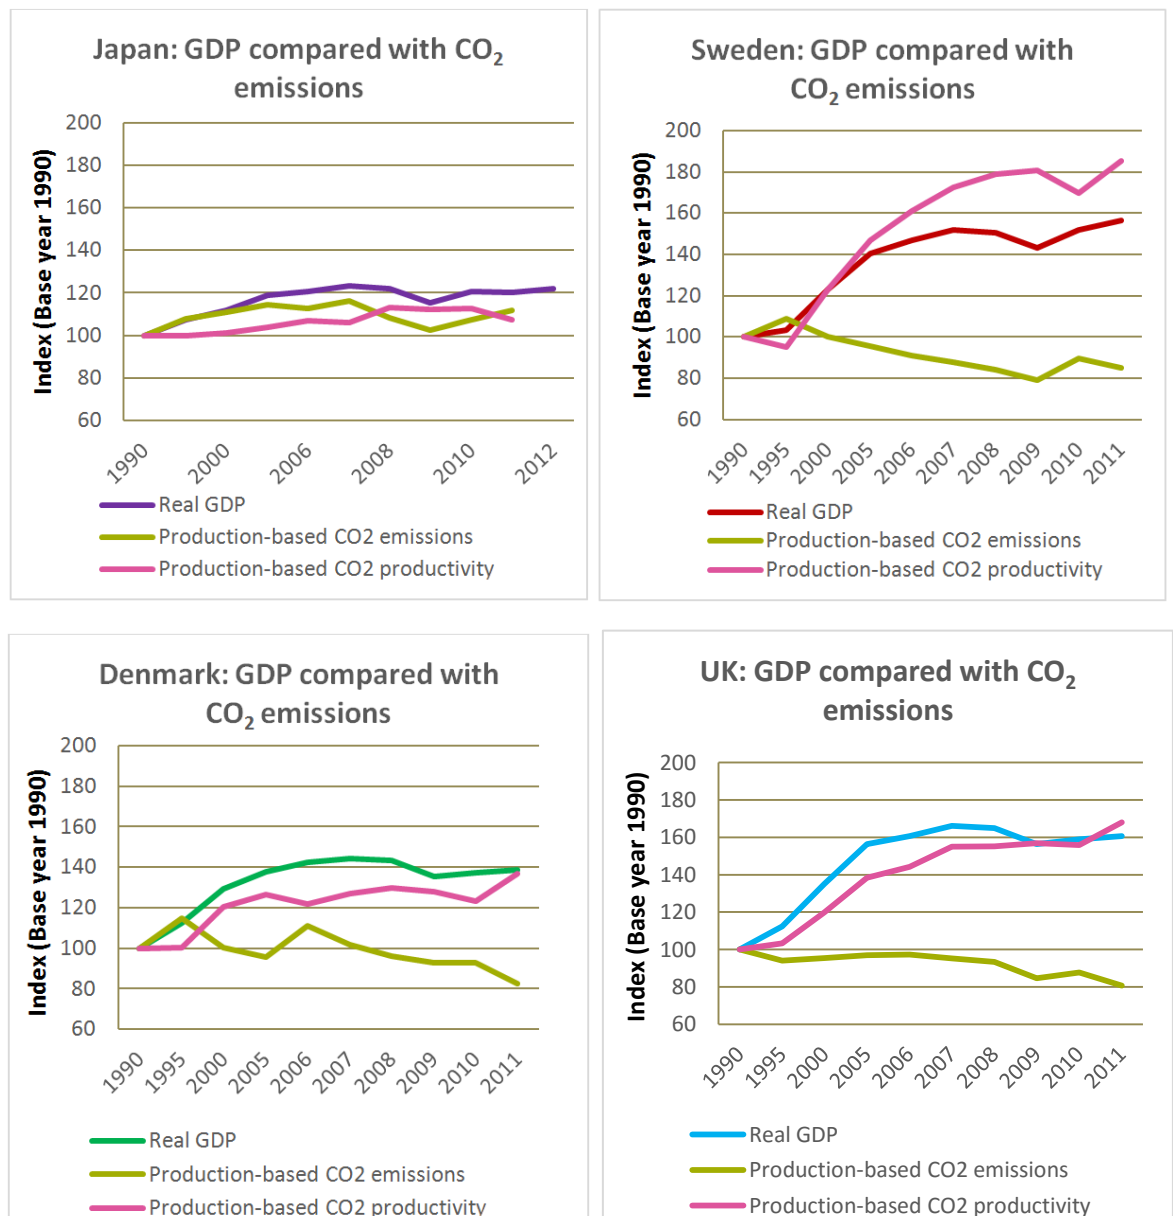 Japan: GDP compared with CO2
emissions
Index (Base year 1990)
200
180
160
140
120
100
80
60
1990
2000
2006
2008
2010
2012
Real GDP
Production-based CO2 emissions
Production-based CO2 productivity
Sweden: GDP compared with
CO2 emissions
Index (Base year 1990)
200
180
160
140
120
100
80
60
1990
1995
2000
2005
2006
2007
2008
2009
2010
2011
Real GDP
Production-based CO2 emissions
Production-based CO2 productivity
Denmark: GDP compared with
CO2 emissions
Index (Base year 1990)
200
180
160
140
120
100
80
60
1990
1995
2000
2005
2006
2007
2008
2009
2010
2011
Real GDP
Production-based CO2 emissions
Production-based CO2 productivity
UK: GDP compared with CO2
emissions
Index (Base year 1990)
200
180
160
140
120
100
80
60
1990
1995
2000
2005
2006
2007
2008
2009
2010
2011
Real GDP
Production-based CO2 emissions
Production-based CO2 productivity